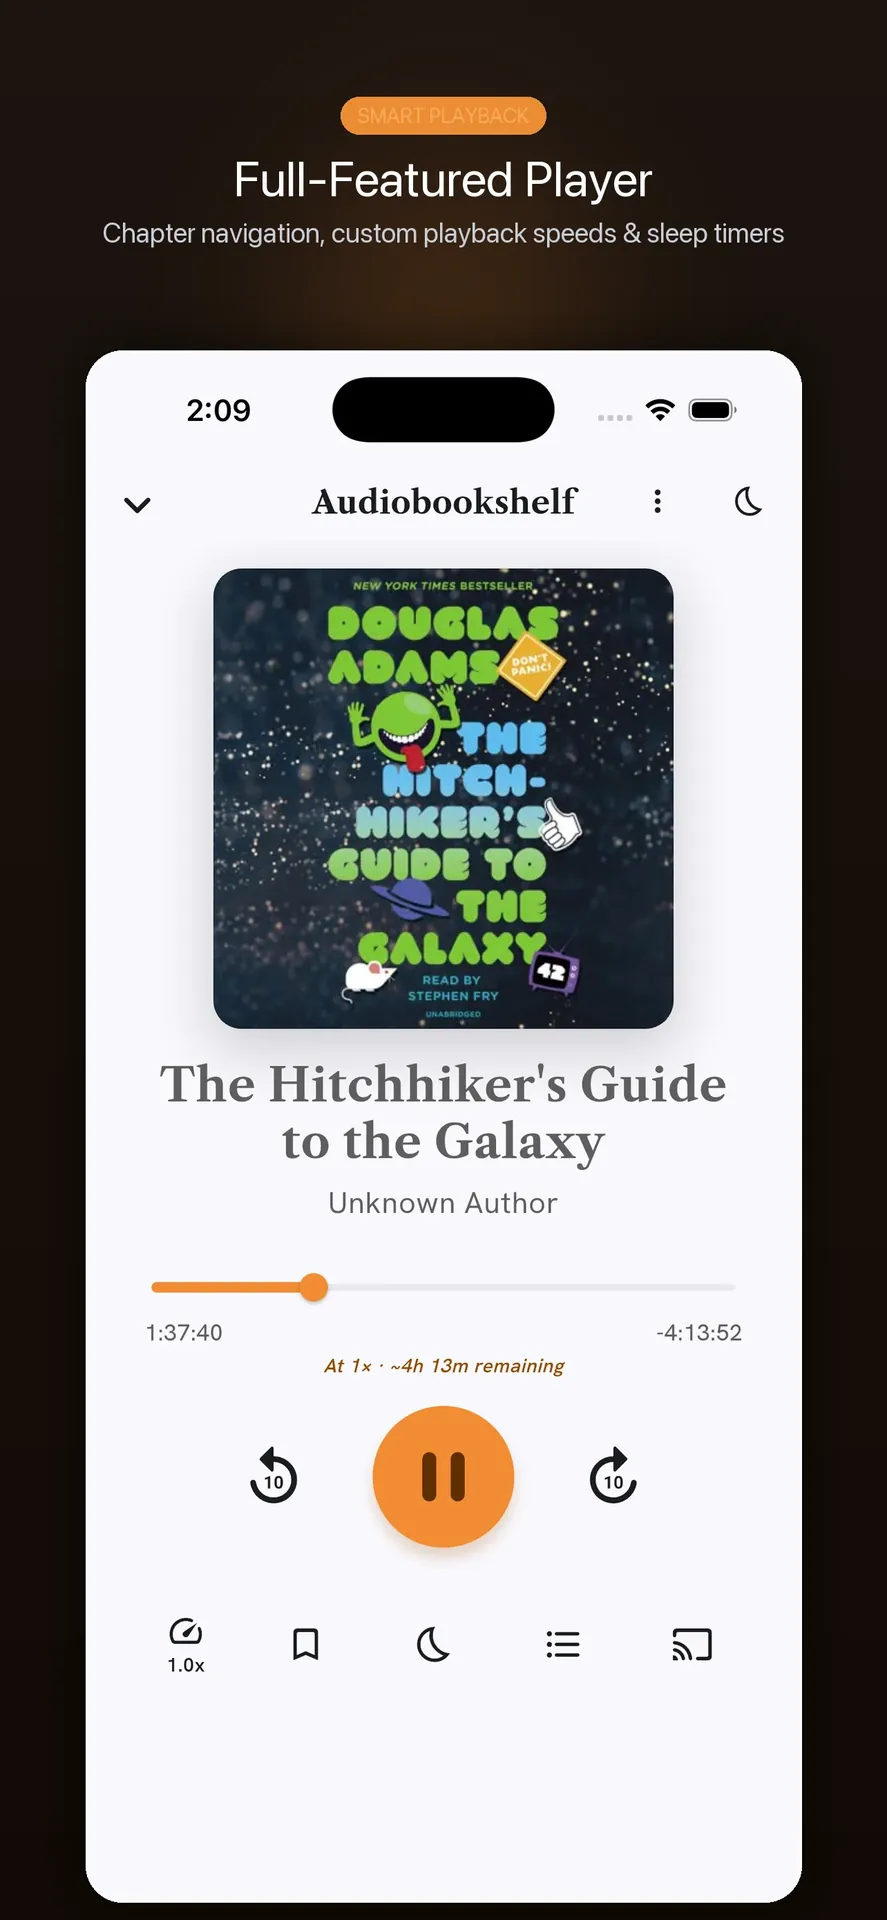 SMART PLAYBACK
Full-Featured Player
Chapter navigation, custom playback speeds & sleep timers
2:09
Audiobookshelf
NEW YORK TIMES BESTSELLER
DOUGLAS
ADAMS
DON'T
PANIC!
THE
HITCH-
HIKER'S
GUIDE TO
THE
GALAXY
42
READ BY
STEPHEN FRY
UNABRIDGED
The Hitchhiker's Guide
to the Galaxy
Unknown Author
1:37:40
-4:13:52
At 1× · ~4h 13m remaining
10
10
1.0x